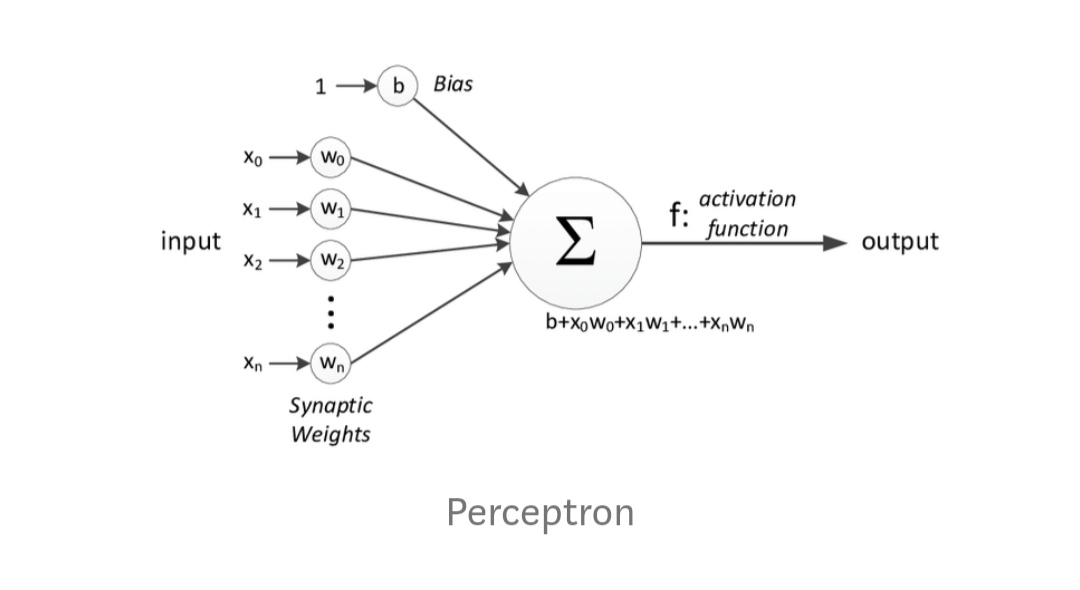 1 b Bias
x₀ w₀
x₁ w₁
x₂ w₂
xₙ wₙ
input
Synaptic
Weights
Σ
b+x₀w₀+x₁w₁+...+xₙwₙ
f: activation
function
output
Perceptron